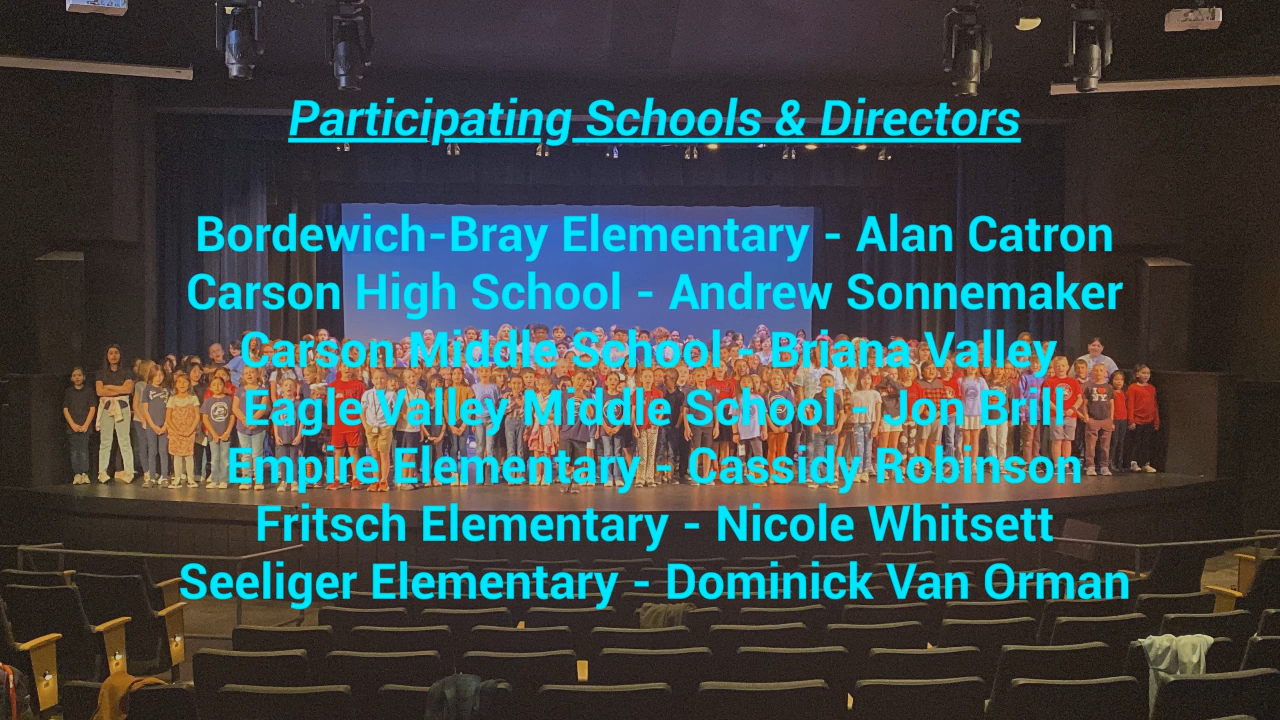 Participating Schools & Directors
Bordewich-Bray Elementary - Alan Catron
Carson High School - Andrew Sonnemaker
Carson Middle School - Briana Valley
Eagle Valley Middle School - Jon Brill
Empire Elementary - Cassidy Robinson
Fritsch Elementary - Nicole Whitsett
Seeliger Elementary - Dominick Van Orman